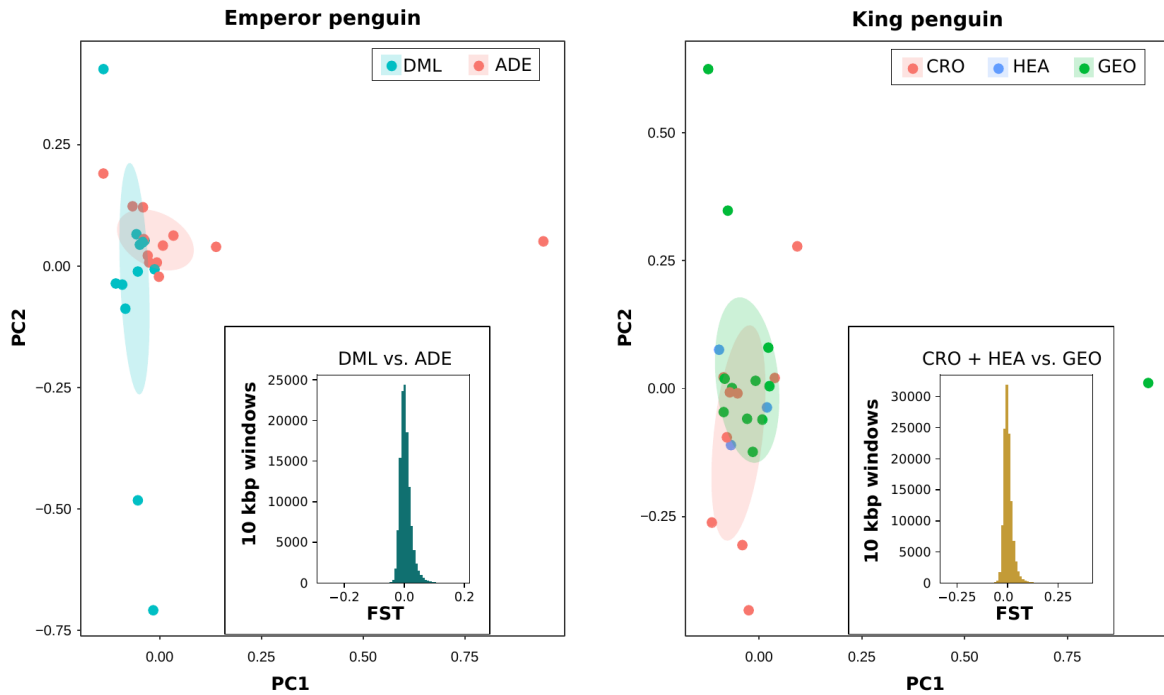 Emperor penguin
DML ADE
0.25
0.00
−0.25
−0.50
−0.75
PC2
0.00 0.25 0.50 0.75
PC1
DML vs. ADE
25000
20000
15000
10000
5000
0
10 kbp windows
−0.2 0.0 0.2
FST
King penguin
CRO HEA GEO
0.50
0.25
0.00
−0.25
PC2
0.00 0.25 0.50 0.75
PC1
CRO + HEA vs. GEO
30000
25000
20000
15000
10000
5000
0
10 kbp windows
−0.25 0.0 0.25
FST